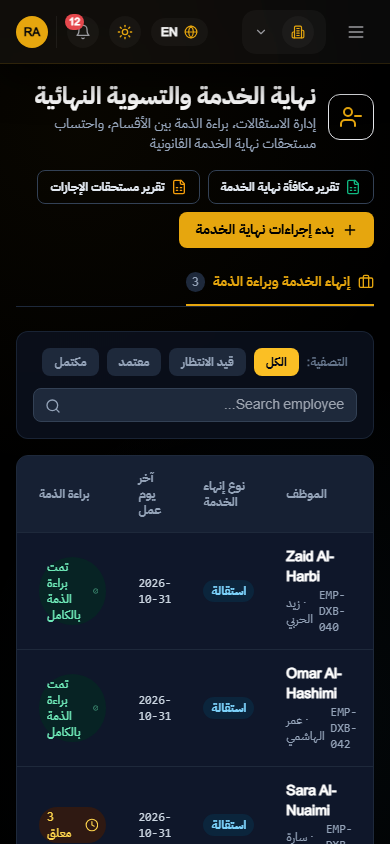 RA
12
EN
نهاية الخدمة والتسوية النهائية
إدارة الاستقالات، براءة الذمة بين الأقسام، واحتساب
مستحقات نهاية الخدمة القانونية
تقرير مكافأة نهاية الخدمة
تقرير مستحقات الإجازات
بدء إجراءات نهاية الخدمة
إنهاء الخدمة وبراءة الذمة 3
التصفية:
الكل
قيد الانتظار
معتمد
مكتمل
Search employee...
الموظف
نوع إنهاء
الخدمة
آخر
يوم
عمل
براءة الذمة
Zaid Al-
Harbi
EMP-
DXB-
040
· زيد
الحربي
استقالة
2026-
10-31
تمت
براءة
الذمة
بالكامل
Omar Al-
Hashimi
EMP-
DXB-
042
· عمر
الهاشمي
استقالة
2026-
10-31
تمت
براءة
الذمة
بالكامل
Sara Al-
Nuaimi
EMP-
DXB-
· سارة
استقالة
2026-
10-31
3
معلق